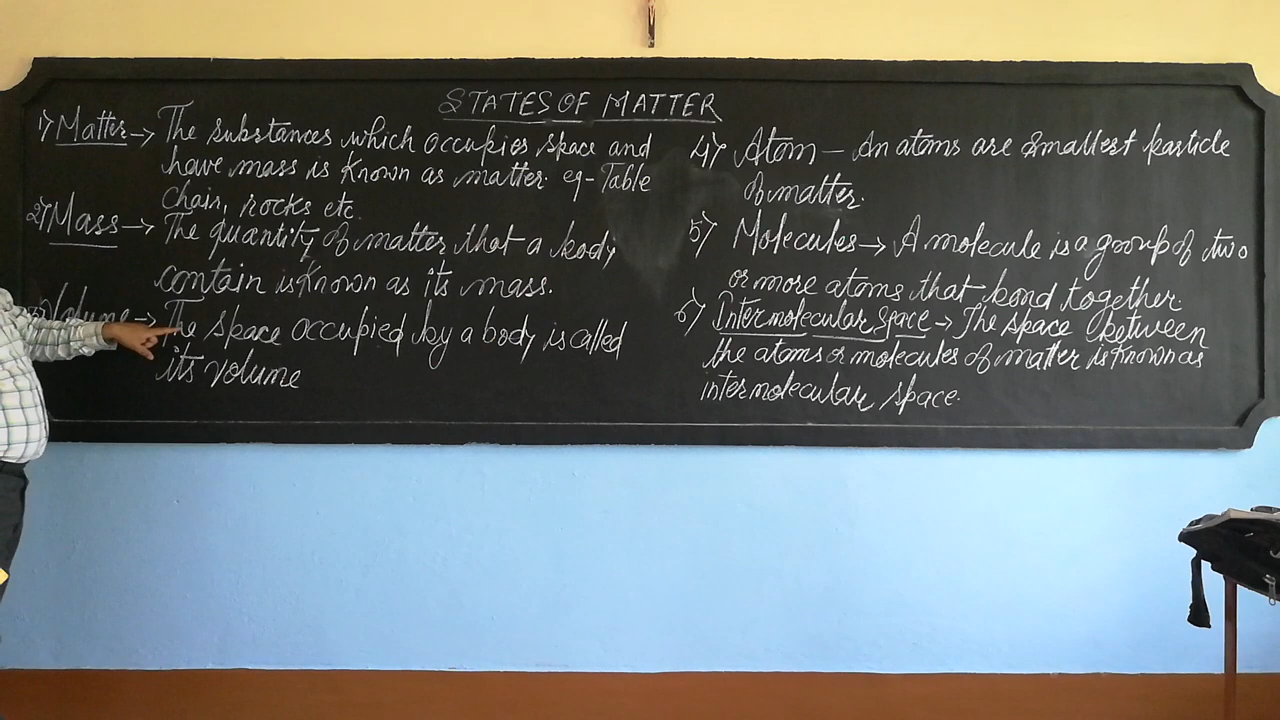 STATES OF MATTER
1) Matter → The substances which occupies space and
have mass is known as matter. eg- Table
chair, rocks etc.
2) Mass → The quantity of matter that a body
contain is known as its mass.
3) Volume → The space occupied by a body is called
its volume
4) Atom - An atoms are smallest particle
of matter.
5) Molecules → A molecule is a group of two
or more atoms that bond together.
6) Intermolecular space → The space between
the atoms or molecules of matter is known as
intermolecular space.